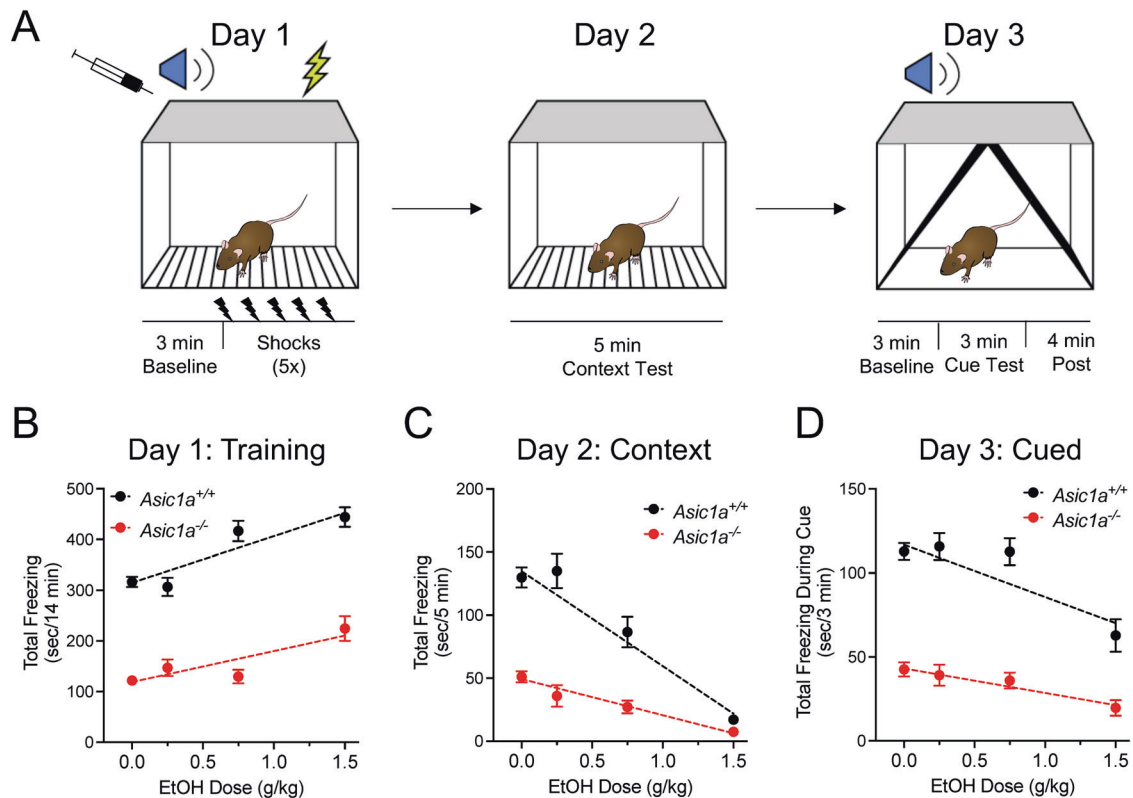 A
Day 1
Day 2
Day 3
3 min
Baseline
Shocks
(5x)
5 min
Context Test
3 min
Baseline
3 min
Cue Test
4 min
Post
B
Day 1: Training
Total Freezing
(sec/14 min)
500
400
300
200
100
0
Asic1a+/+
Asic1a-/-
0.0
0.5
1.0
1.5
EtOH Dose (g/kg)
C
Day 2: Context
Total Freezing
(sec/5 min)
200
150
100
50
0
Asic1a+/+
Asic1a-/-
0.0
0.5
1.0
1.5
EtOH Dose (g/kg)
D
Day 3: Cued
Total Freezing During Cue
(sec/3 min)
150
100
50
0
Asic1a+/+
Asic1a-/-
0.0
0.5
1.0
1.5
EtOH Dose (g/kg)